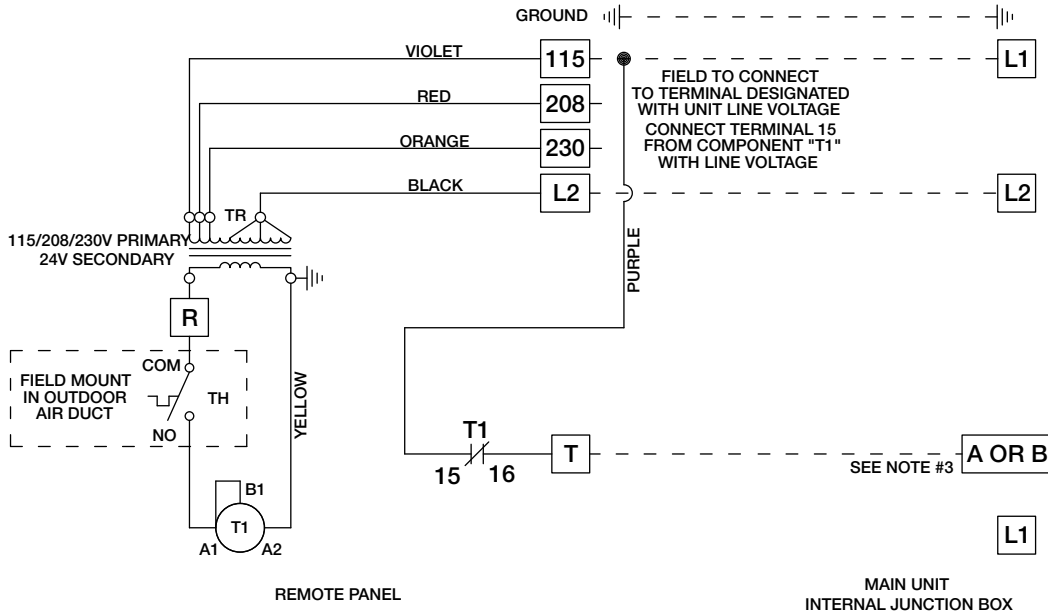 GROUND
VIOLET
115
L1
FIELD TO CONNECT
TO TERMINAL DESIGNATED
WITH UNIT LINE VOLTAGE
RED
208
CONNECT TERMINAL 15
FROM COMPONENT "T1"
WITH LINE VOLTAGE
ORANGE
230
BLACK
L2
L2
TR
115/208/230V PRIMARY
24V SECONDARY
PURPLE
R
COM
FIELD MOUNT
IN OUTDOOR
AIR DUCT
TH
NO
YELLOW
T1
15
16
T
SEE NOTE #3
A OR B
B1
T1
A1
A2
L1
REMOTE PANEL
MAIN UNIT
INTERNAL JUNCTION BOX